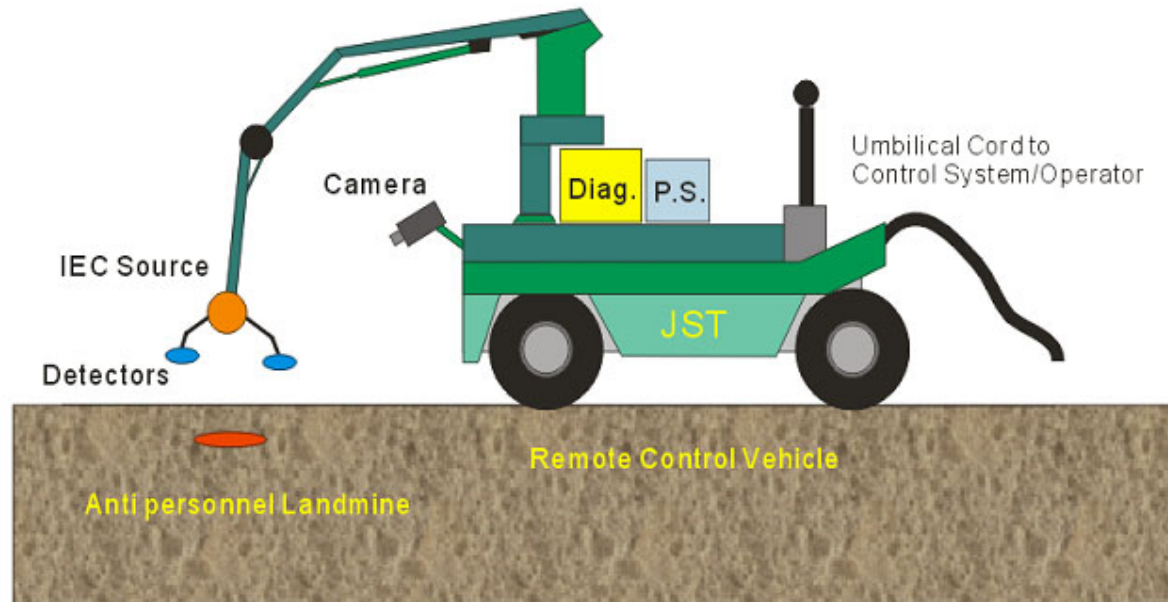 Umbilical Cord to
Control System/Operator
Camera
Diag.
P.S.
IEC Source
JST
Detectors
Remote Control Vehicle
Anti personnel Landmine